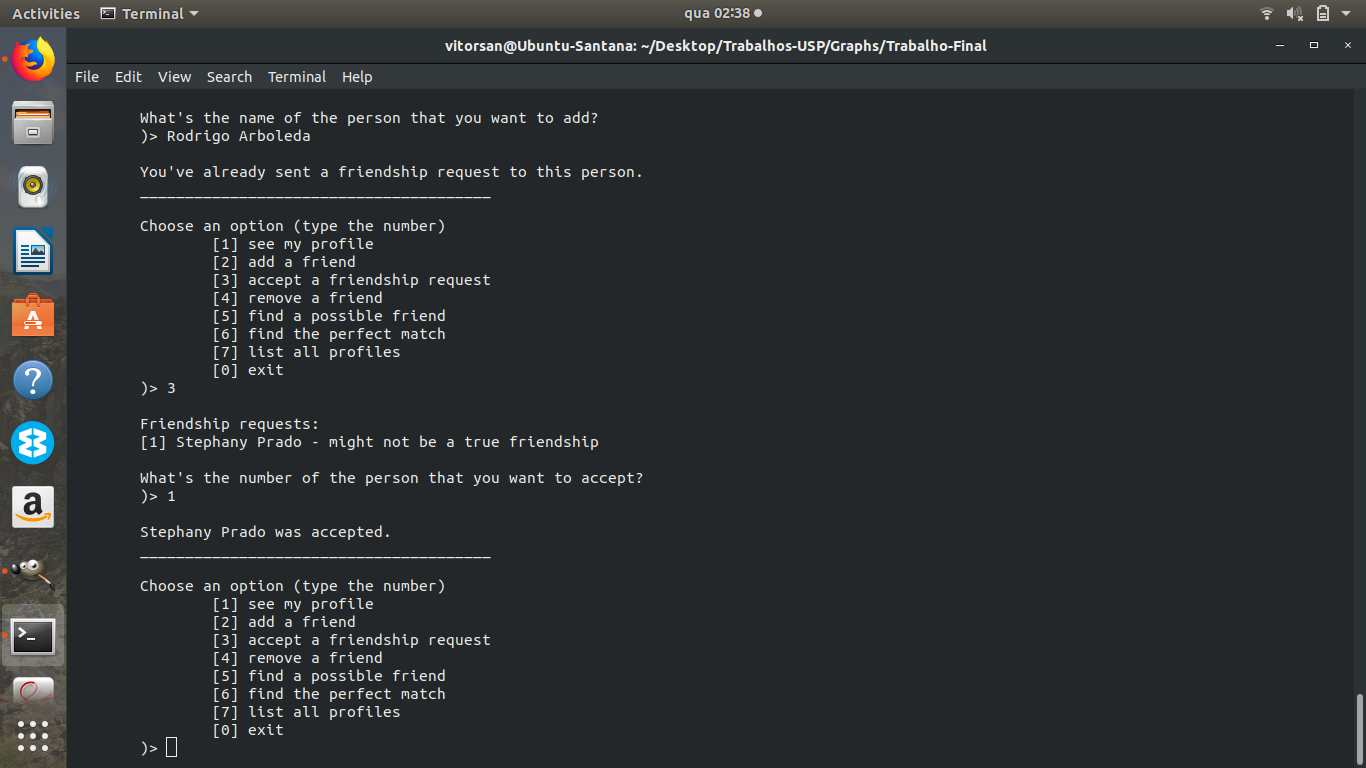 Activities Terminal qua 02:38
vitorsan@Ubuntu-Santana: ~/Desktop/Trabalhos-USP/Graphs/Trabalho-Final
File Edit View Search Terminal Help
What's the name of the person that you want to add?
)> Rodrigo Arboleda
You've already sent a friendship request to this person.
_______________________________________
Choose an option (type the number)
[1] see my profile
[2] add a friend
[3] accept a friendship request
[4] remove a friend
[5] find a possible friend
[6] find the perfect match
[7] list all profiles
[0] exit
)> 3
Friendship requests:
[1] Stephany Prado - might not be a true friendship
What's the number of the person that you want to accept?
)> 1
Stephany Prado was accepted.
_______________________________________
Choose an option (type the number)
[1] see my profile
[2] add a friend
[3] accept a friendship request
[4] remove a friend
[5] find a possible friend
[6] find the perfect match
[7] list all profiles
[0] exit
)>